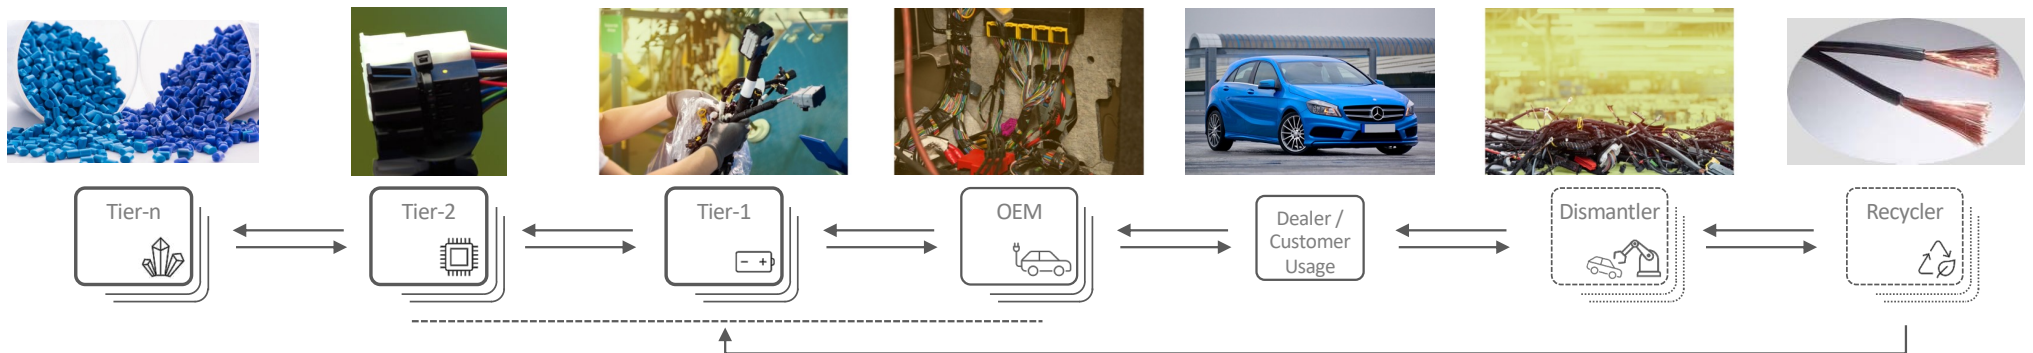 Tier-n
Tier-2
Tier-1
OEM
Dealer /
Customer
Usage
Dismantler
Recycler